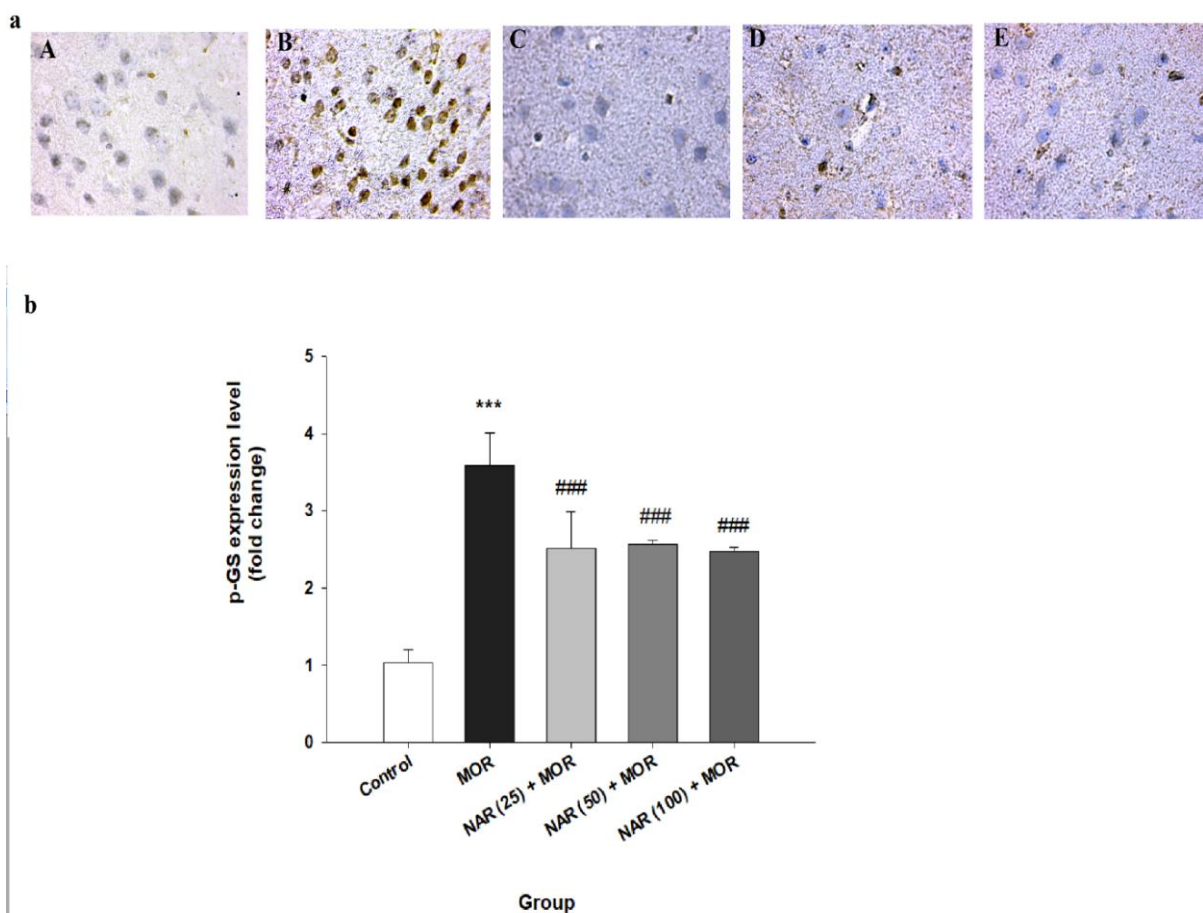 a
A
B
C
D
E
b
p-GS expression level
(fold change)
5
4
3
2
1
0
***
###
###
###
Control
MOR
NAR (25) + MOR
NAR (50) + MOR
NAR (100) + MOR
Group